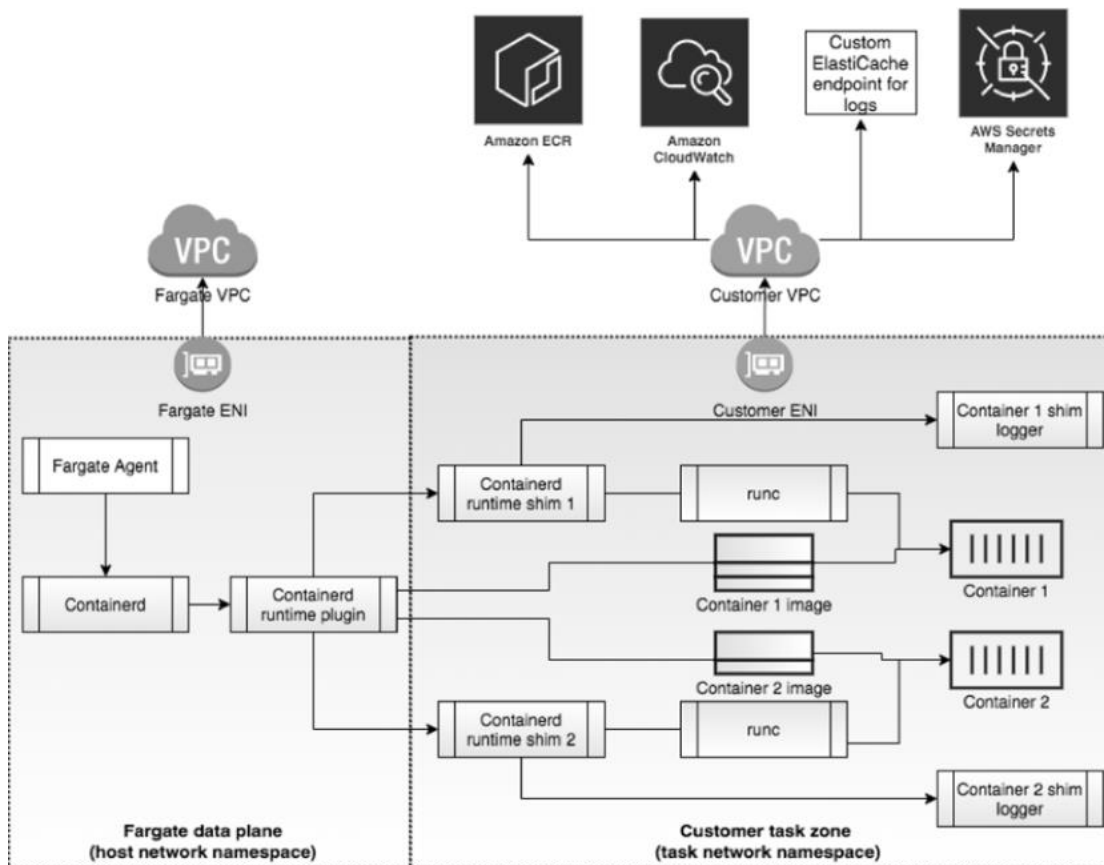 Amazon ECR
Amazon
CloudWatch
Custom
ElastiCache
endpoint for
logs
AWS Secrets
Manager
VPC
Fargate VPC
VPC
Customer VPC
Fargate ENI
Customer ENI
Fargate Agent
Containerd
Containerd
runtime plugin
Containerd
runtime shim 1
runc
Container 1 shim
logger
Container 1 image
Container 1
Container 2 image
Container 2
Containerd
runtime shim 2
runc
Container 2 shim
logger
Fargate data plane
(host network namespace)
Customer task zone
(task network namespace)